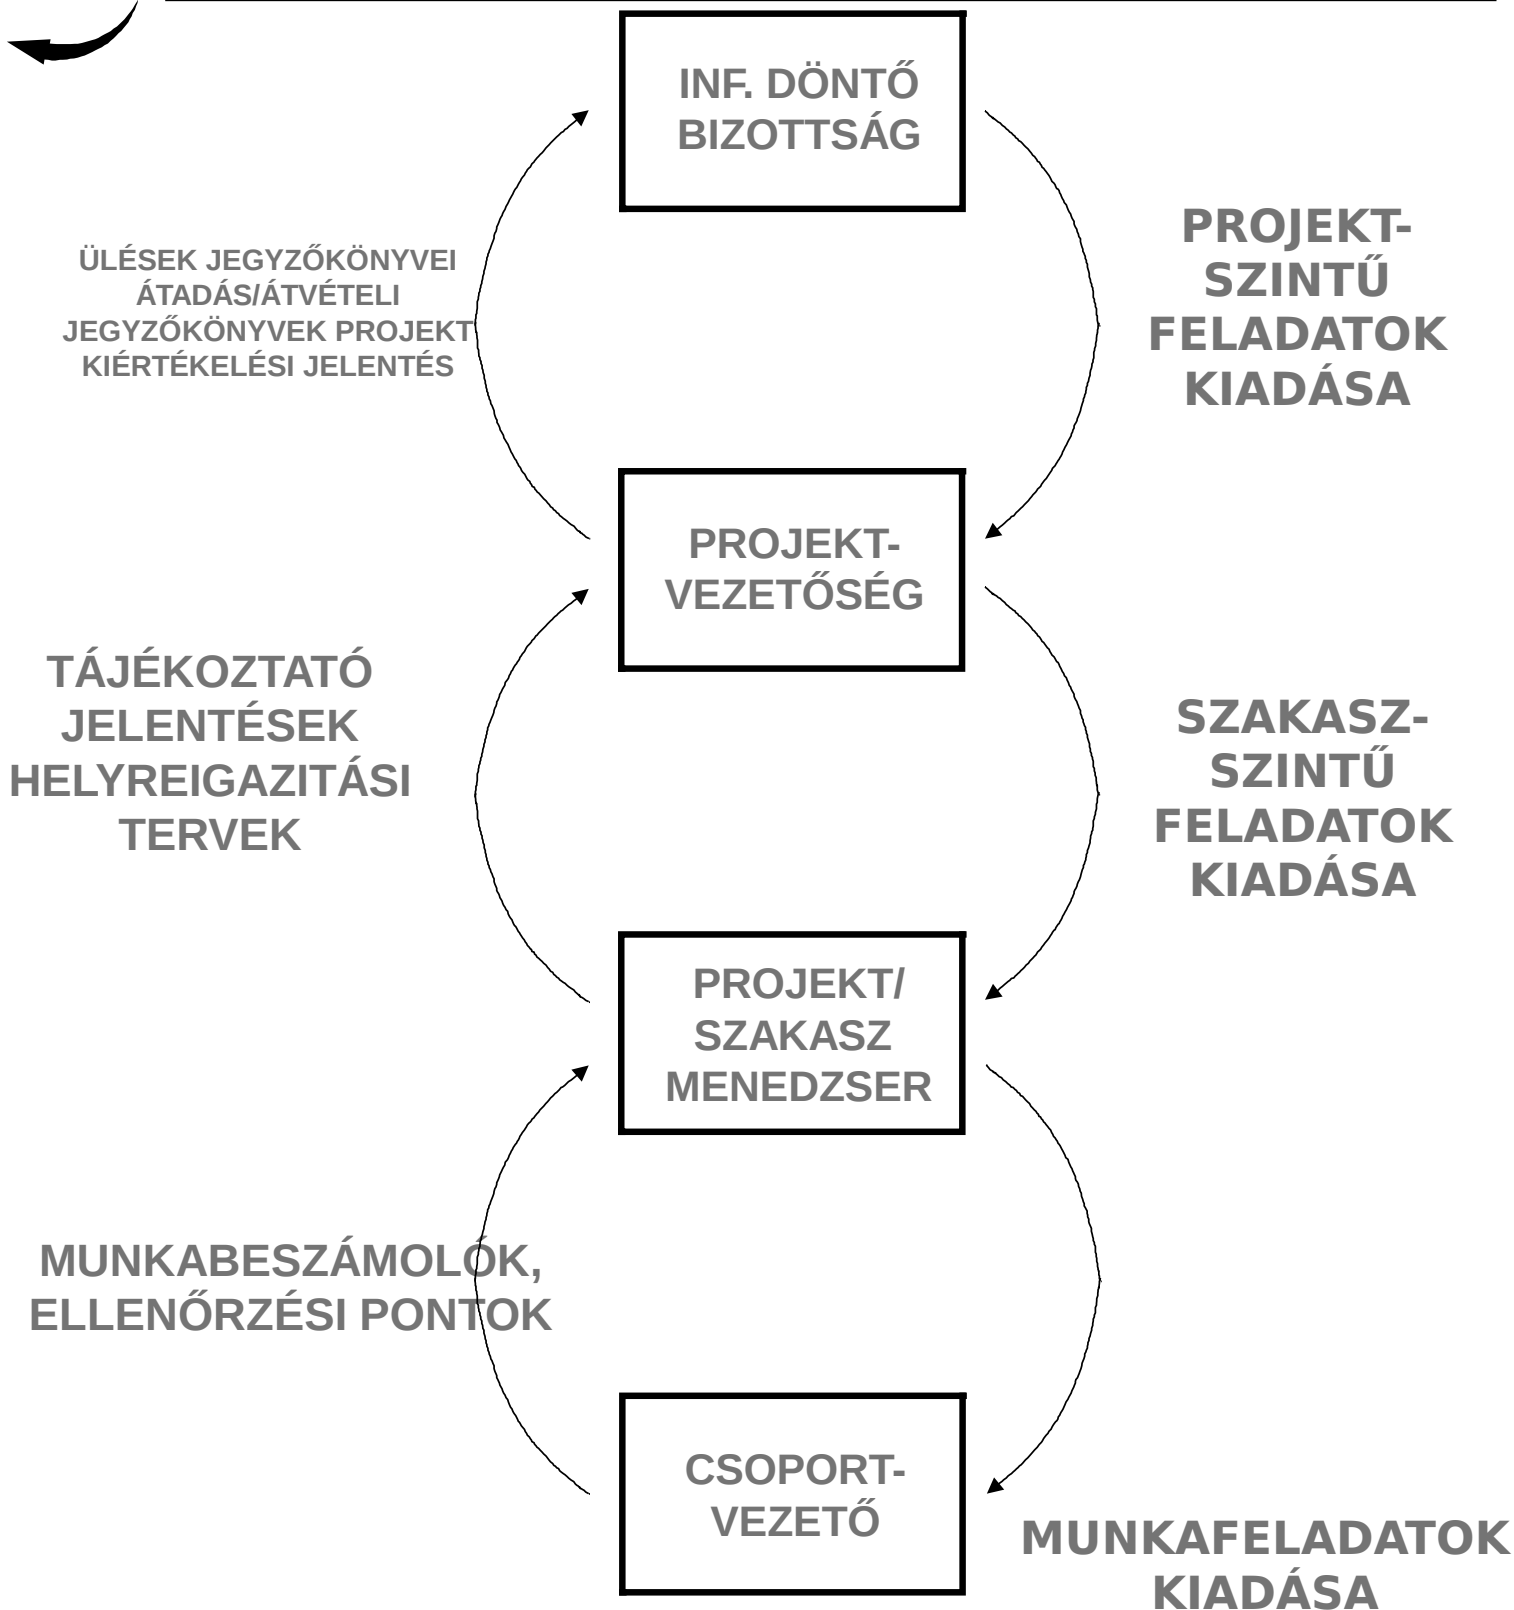 INF. DÖNTŐ
BIZOTTSÁG
ÜLÉSEK JEGYZŐKÖNYVEI
ÁTADÁS/ÁTVÉTELI
JEGYZŐKÖNYVEK PROJEKT
KIÉRTÉKELÉSI JELENTÉS
PROJEKT-
SZINTŰ
FELADATOK
KIADÁSA
PROJEKT-
VEZETŐSÉG
TÁJÉKOZTATÓ
JELENTÉSEK
HELYREIGAZITÁSI
TERVEK
SZAKASZ-
SZINTŰ
FELADATOK
KIADÁSA
PROJEKT/
SZAKASZ
MENEDZSER
MUNKABESZÁMOLÓK,
ELLENŐRZÉSI PONTOK
CSOPORT-
VEZETŐ
MUNKAFELADATOK
KIADÁSA